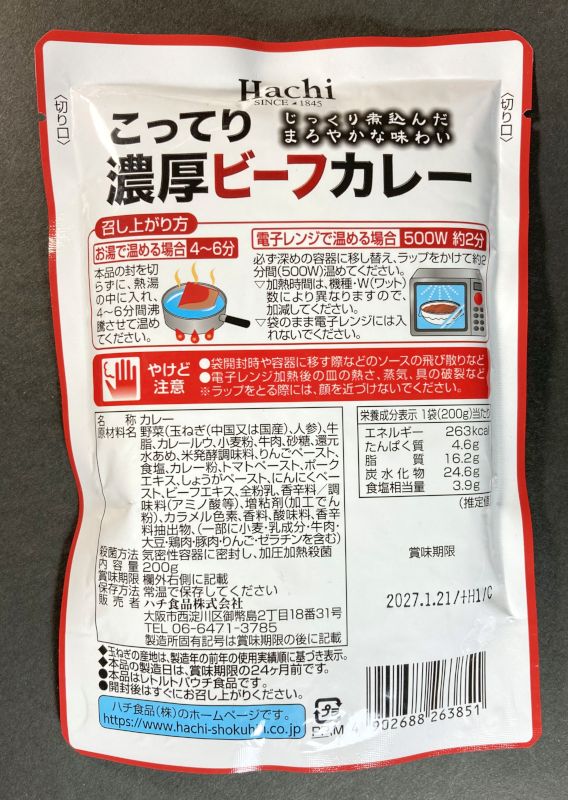 〈切り口〉
〈切り口〉
Hachi
SINCE 1845
こってり
じっくり煮込んだ
まろやかな味わい
濃厚ビーフカレー
召し上がり方
お湯で温める場合 4〜6分
本品の封を切
らずに、熱湯
の中に入れ、
4〜6分間沸
騰させて温め
てください。
電子レンジで温める場合 500W 約2分
必ず深めの容器に移し替え、ラップをかけて約2
分間(500W)温めてください。
▽加熱時間は、機種・W(ワット)
数により異なりますので、
加減してください。
▽袋のまま電子レンジには入
れないでください。
やけど
注意
●袋開封時や容器に移す際などのソースの飛び散りなど
●電子レンジ加熱後の皿の熱さ、蒸気、具の破裂など
※ラップをとる際には、顔を近づけないでください。
名称 カレー
原材料名 野菜(玉ねぎ(中国又は国産)、人参)、牛
脂、カレールウ、小麦粉、牛肉、砂糖、還元
水あめ、米発酵調味料、りんごペースト、
食塩、カレー粉、トマトペースト、ポーク
エキス、しょうがペースト、にんにくペー
スト、ビーフエキス、全粉乳、香辛料／調
味料(アミノ酸等)、増粘剤(加工でん
粉)、カラメル色素、香料、酸味料、香辛
料抽出物、(一部に小麦・乳成分・牛肉・
大豆・鶏肉・豚肉・りんご・ゼラチンを含む)
殺菌方法 気密性容器に密封し、加圧加熱殺菌
内容量 200g
賞味期限 欄外右側に記載
保存方法 常温で保存してください
販売者 ハチ食品株式会社
大阪市西淀川区御幣島2丁目18番31号
TEL 06-6471-3785
製造所固有記号は賞味期限の後に記載
栄養成分表示 1袋(200g)当たり
エネルギー 263kcal
たんぱく質 4.6g
脂質 16.2g
炭水化物 24.6g
食塩相当量 3.9g
(推定値)
賞味期限
2027.1.21/+H1/C
◆玉ねぎの産地は、製造年の前年の使用実績順に基づき表示。
◆本品の製造日は、賞味期限の24ヶ月前です。
●本品はレトルトパウチ食品です。
●開封後はすぐにお召し上がりください。
ハチ食品(株)のホームページです。
https://www.hachi-shokuhin.co.jp
P.Z.M
4 902688 263851